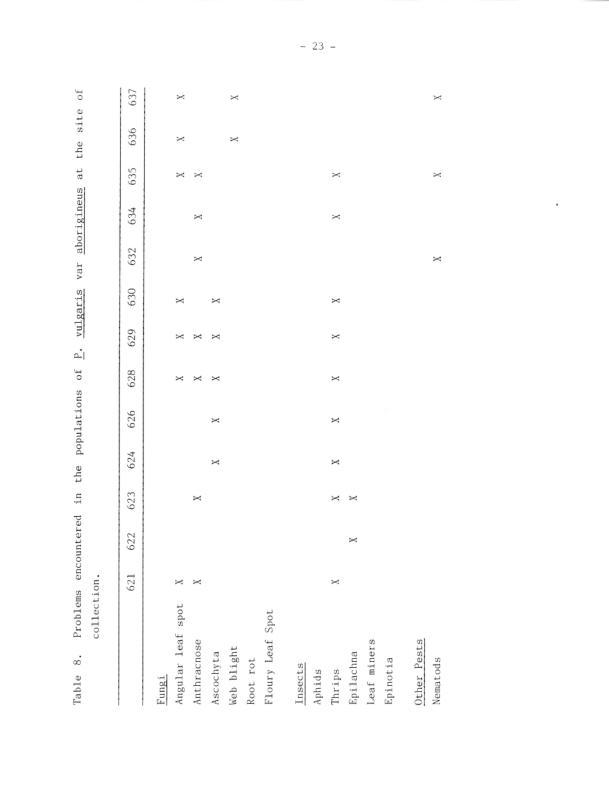 - 23 -
Table 8. Problems encountered in the populations of P. vulgaris var aborigineus at the site of
collection.
621 622 623 624 626 628 629 630 632 634 635 636 637
Fungi
Angular leaf spot X X X X X X X
Anthracnose X X X X X X X
Ascochyta X X X X X
Web blight X X
Root rot
Floury Leaf Spot
Insects
Aphids
Thrips X X X X X X X X X
Epilachna X X
Leaf miners
Epinotia
Other Pests
Nematods X X X